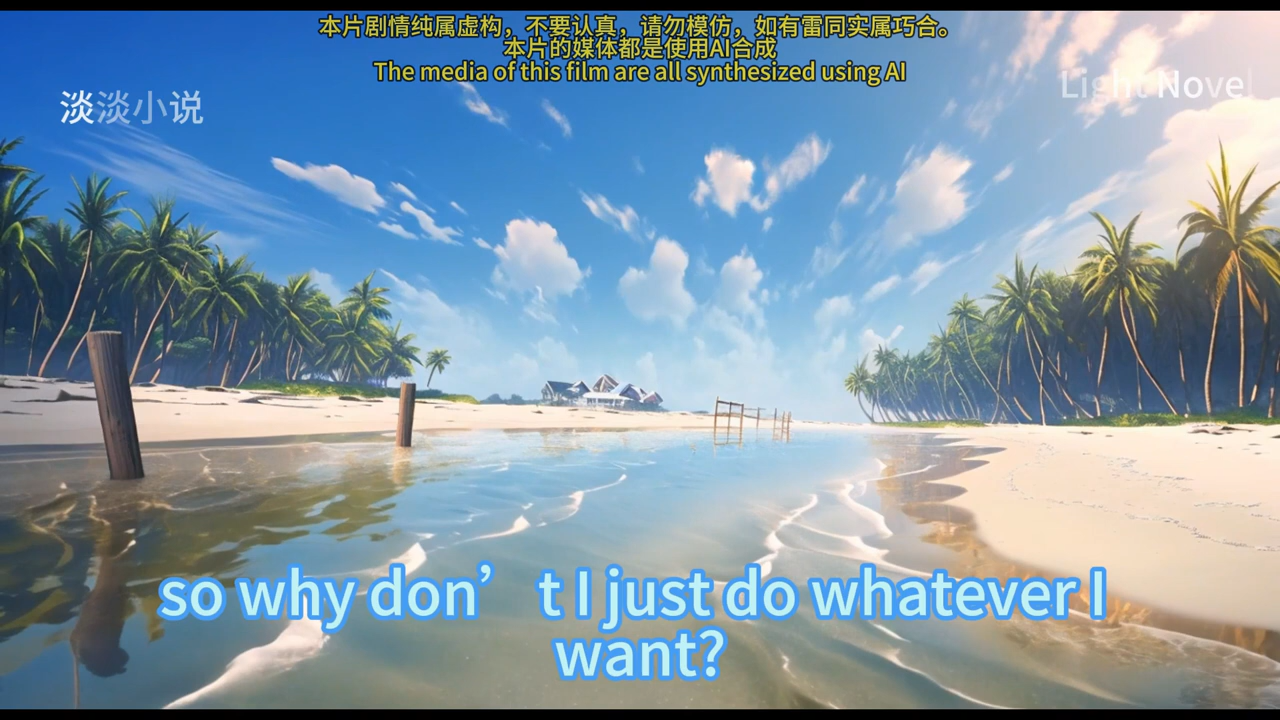 本片剧情纯属虚构，不要认真，请勿模仿，如有雷同实属巧合。
本片的媒体都是使用AI合成
The media of this film are all synthesized using AI
淡淡小说
Light Novel
so why don’t I just do whatever I
want?